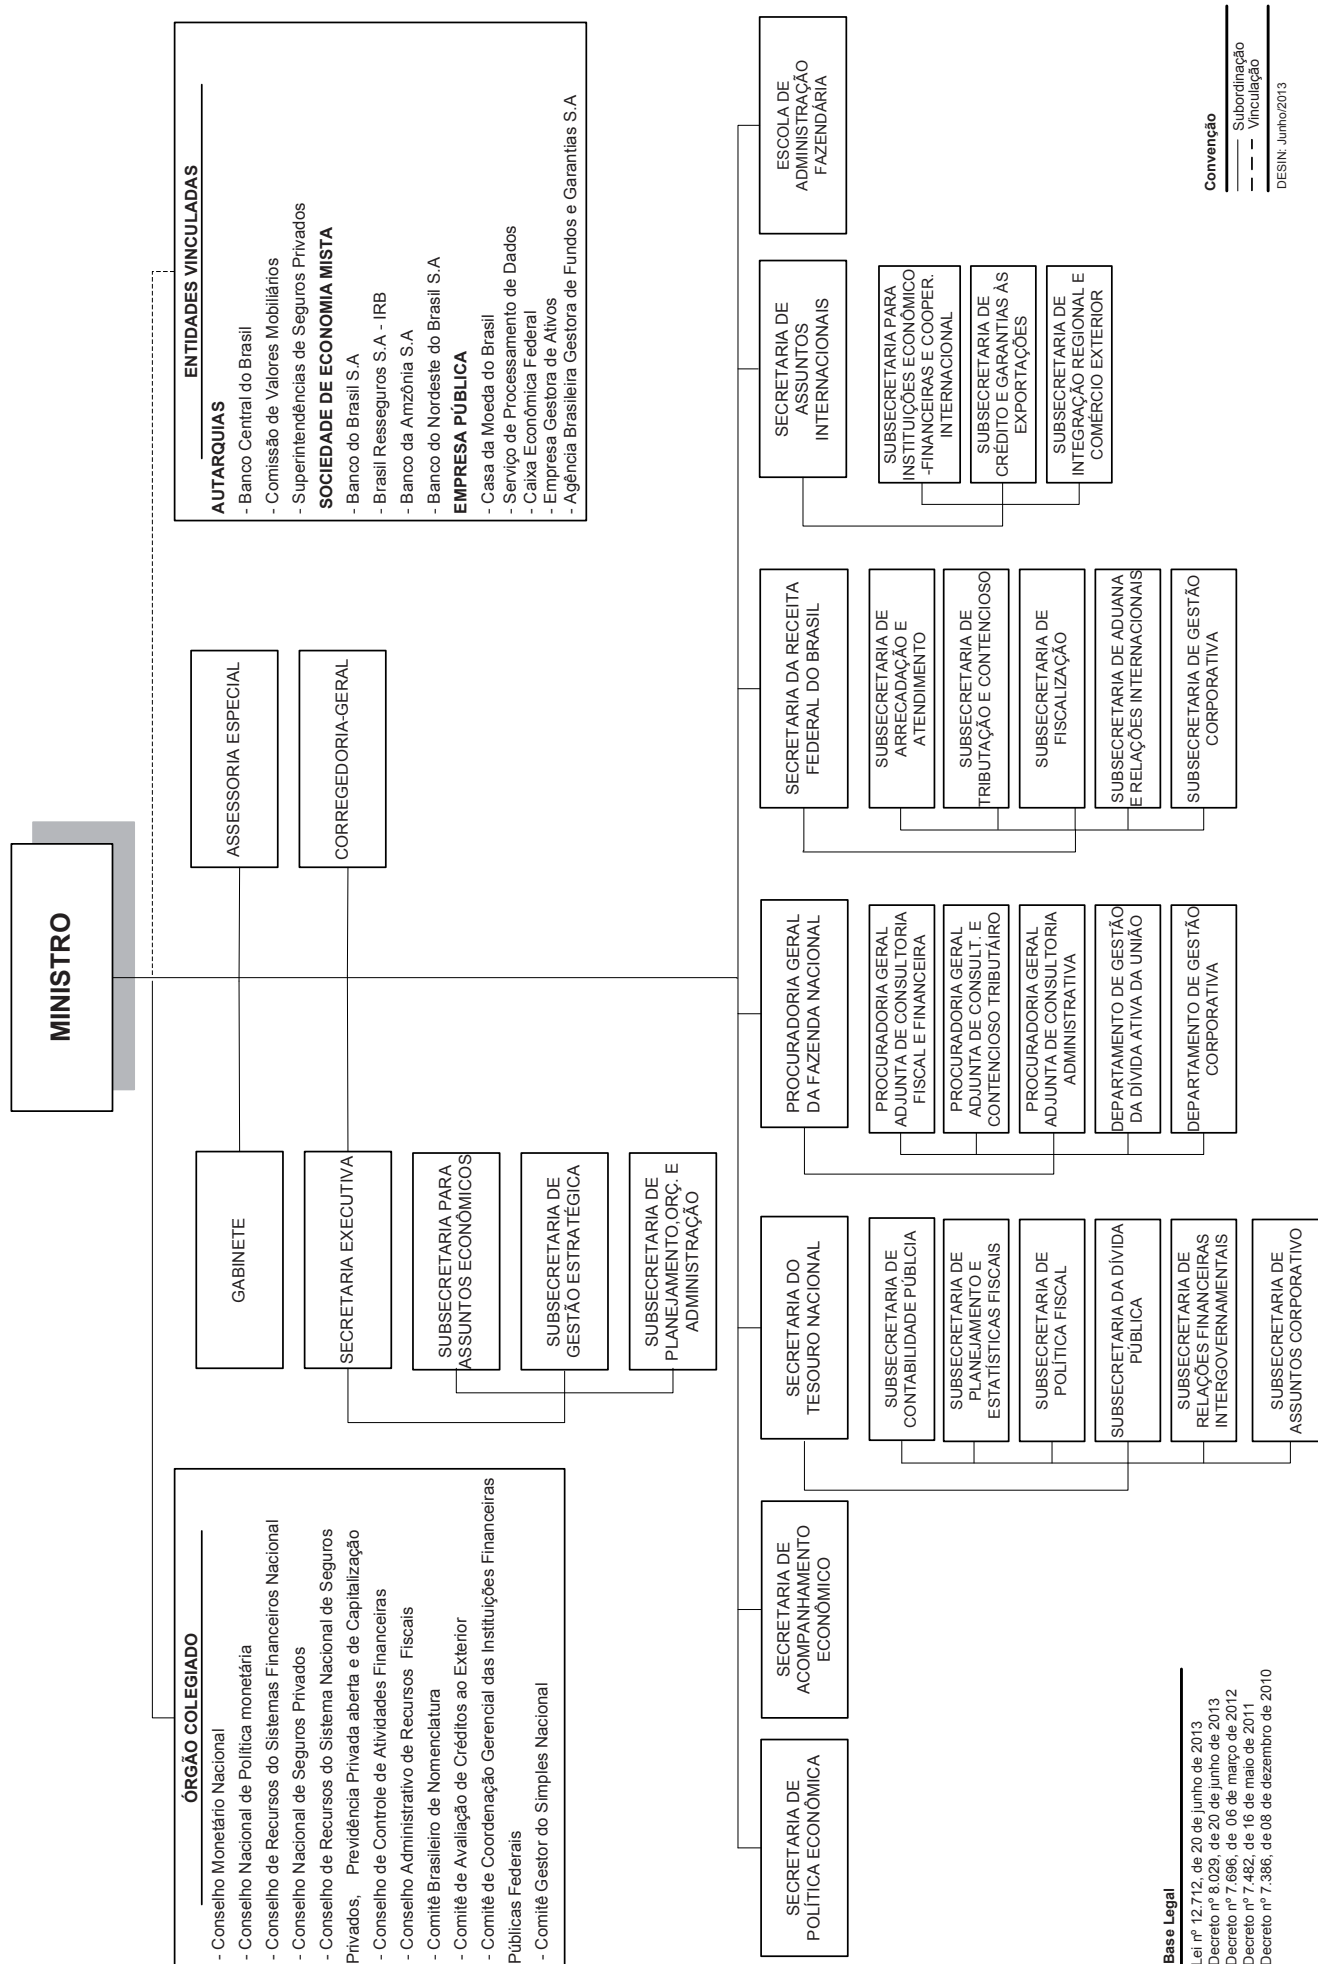 MINISTRO
ÓRGÃO COLEGIADO
- Conselho Monetário Nacional
- Conselho Nacional de Política monetária
- Conselho de Recursos do Sistemas Financeiros Nacional
- Conselho Nacional de Seguros Privados
- Conselho de Recursos do Sistema Nacional de Seguros
Privados, Previdência Privada aberta e de Capitalização
- Conselho de Controle de Atividades Financeiras
- Conselho Administrativo de Recursos Fiscais
- Comitê Brasileiro de Nomenclatura
- Comitê de Avaliação de Créditos ao Exterior
- Comitê de Coordenação Gerencial das Instituições Financeiras
Públicas Federais
- Comitê Gestor do Simples Nacional
GABINETE
SECRETARIA EXECUTIVA
SUBSECRETARIA PARA
ASSUNTOS ECONÔMICOS
SUBSECRETARIA DE
GESTÃO ESTRATÉGICA
SUBSECRETARIA DE
PLANEJAMENTO,ORÇ. E
ADMINISTRAÇÃO
ASSESSORIA ESPECIAL
CORREGEDORIA-GERAL
ENTIDADES VINCULADAS
AUTARQUIAS
- Banco Central do Brasil
- Comissão de Valores Mobiliários
- Superintendências de Seguros Privados
SOCIEDADE DE ECONOMIA MISTA
- Banco do Brasil S.A
- Brasil Resseguros S.A - IRB
- Banco da Amzônia S.A
- Banco do Nordeste do Brasil S.A
EMPRESA PÚBLICA
- Casa da Moeda do Brasil
- Serviço de Processamento de Dados
- Caixa Econômica Federal
- Empresa Gestora de Ativos
- Agência Brasileira Gestora de Fundos e Garantias S.A
SECRETARIA DE
POLÍTICA ECONÔMICA
SECRETARIA DE
ACOMPANHAMENTO
ECONÔMICO
SECRETARIA DO
TESOURO NACIONAL
SUBSECRETARIA DE
CONTABILIDADE PÚBLCIA
SUBSECRETARIA DE
PLANEJAMENTO E
ESTATÍSTICAS FISCAIS
SUBSECRETARIA DE
POLÍTICA FISCAL
SUBSECRETARIA DA DÍVIDA
PÚBLICA
SUBSECRETARIA DE
RELAÇÕES FINANCEIRAS
INTERGOVERNAMENTAIS
SUBSECRETARIA DE
ASSUNTOS CORPORATIVO
PROCURADORIA GERAL
DA FAZENDA NACIONAL
PROCURADORIA GERAL
ADJUNTA DE CONSULTORIA
FISCAL E FINANCEIRA
PROCURADORIA GERAL
ADJUNTA DE CONSULT. E
CONTENCIOSO TRIBUTÁIRO
PROCURADORIA GERAL
ADJUNTA DE CONSULTORIA
ADMINISTRATIVA
DEPARTAMENTO DE GESTÃO
DA DÍVIDA ATIVA DA UNIÃO
DEPARTAMENTO DE GESTÃO
CORPORATIVA
SECRETARIA DA RECEITA
FEDERAL DO BRASIL
SUBSECRETARIA DE
ARRECADAÇÃO E
ATENDIMENTO
SUBSECRETARIA DE
TRIBUTAÇÃO E CONTENCIOSO
SUBSECRETARIA DE
FISCALIZAÇÃO
SUBSECRETARIA DE ADUANA
E RELAÇÕES INTERNACIONAIS
SUBSECRETARIA DE GESTÃO
CORPORATIVA
SECRETARIA DE
ASSUNTOS
INTERNACIONAIS
SUBSECRETARIA PARA
INSTITUIÇÕES ECONÔMICO
-FINANCEIRAS E COOPER.
INTERNACIONAL
SUBSECRETARIA DE
CRÉDITO E GARANTIAS ÀS
EXPORTAÇÕES
SUBSECRETARIA DE
INTEGRAÇÃO REGIONAL E
COMÉRCIO EXTERIOR
ESCOLA DE
ADMINISTRAÇÃO
FAZENDÁRIA
Base Legal
Lei nº 12.712, de 20 de junho de 2013
Decreto nº 8.029, de 20 de junho de 2013
Decreto nº 7.696, de 06 de março de 2012
Decreto nº 7.482, de 16 de maio de 2011
Decreto nº 7.386, de 08 de dezembro de 2010
Convenção
Subordinação
Vinculação
DESIN: Junho/2013